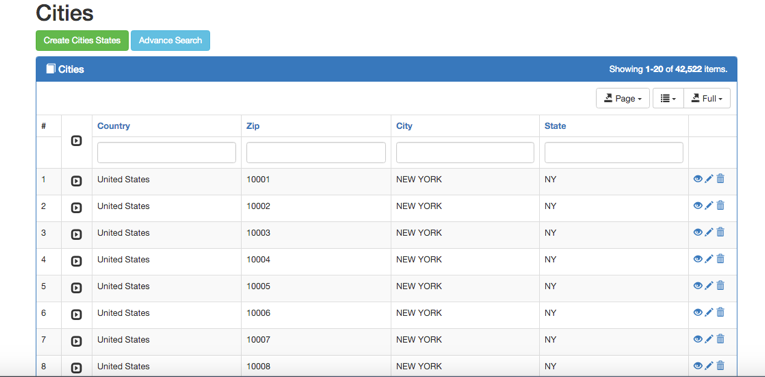 Cities
Create Cities States Advance Search
Cities Showing 1-20 of 42,522 items.
Page Full
# Country Zip City State
1 United States 10001 NEW YORK NY
2 United States 10002 NEW YORK NY
3 United States 10003 NEW YORK NY
4 United States 10004 NEW YORK NY
5 United States 10005 NEW YORK NY
6 United States 10006 NEW YORK NY
7 United States 10007 NEW YORK NY
8 United States 10008 NEW YORK NY